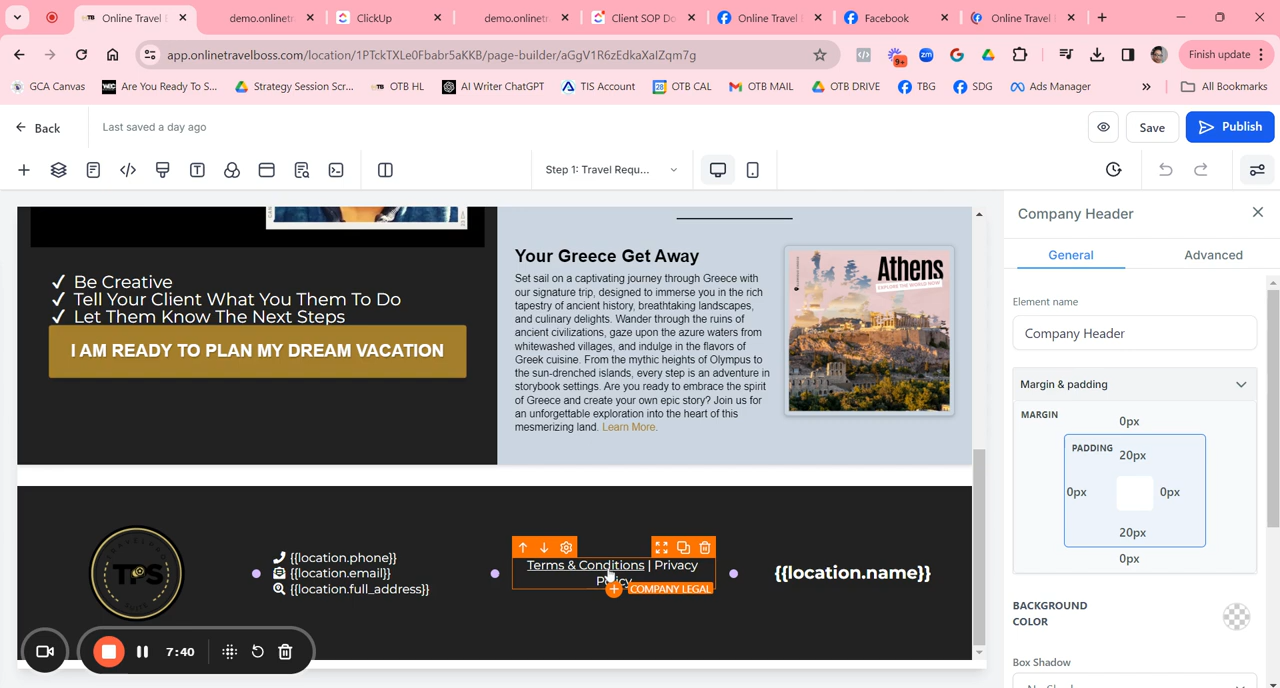 Online Travel
demo.onlinetr
ClickUp
demo.onlinetr
Client SOP Do
Online Travel
Facebook
Online Travel
app.onlinetravelboss.com/location/1PTckTXLe0Fbabr5aKKB/page-builder/aGgV1R6zEdkaXaIZqm7g
9+
zm
Finish update
GCA Canvas
Are You Ready To S...
Strategy Session Scr...
OTB HL
AI Writer ChatGPT
TIS Account
OTB CAL
OTB MAIL
OTB DRIVE
TBG
SDG
Ads Manager
All Bookmarks
Back
Last saved a day ago
Save
Publish
Step 1: Travel Requ...
Company Header
General
Advanced
Element name
Company Header
Margin & padding
MARGIN
0px
PADDING
20px
0px
0px
20px
0px
BACKGROUND
COLOR
Box Shadow
No Shadow
Be Creative
Tell Your Client What You Them To Do
Let Them Know The Next Steps
I AM READY TO PLAN MY DREAM VACATION
Your Greece Get Away
Set sail on a captivating journey through Greece with
our signature trip, designed to immerse you in the rich
tapestry of ancient history, breathtaking landscapes,
and culinary delights. Wander through the ruins of
ancient civilizations, gaze upon the azure waters from
whitewashed villages, and indulge in the flavors of
Greek cuisine. From the mythic heights of Olympus to
the sun-drenched islands, every step is an adventure in
storybook settings. Are you ready to embrace the spirit
of Greece and create your own epic story? Join us for
an unforgettable exploration into the heart of this
mesmerizing land. Learn More.
Athens
EXPLORE THE WORLD NOW
TPS
{{location.phone}}
{{location.email}}
{{location.full_address}}
Terms & Conditions | Privacy
Policy
COMPANY LEGAL
{{location.name}}
7:40